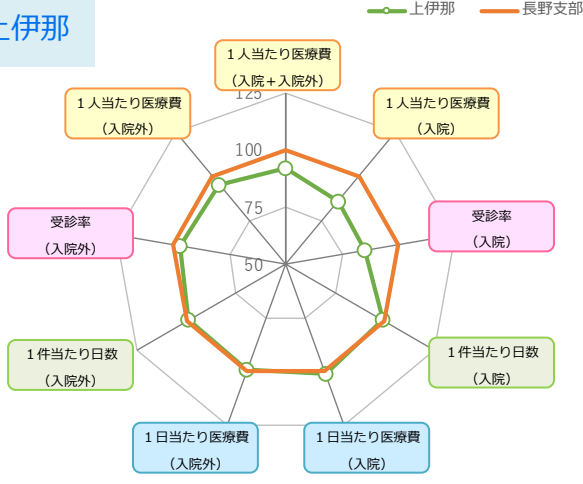 上伊那
上伊那
長野支部
１人当たり医療費
（入院＋入院外）
125
100
75
50
１人当たり医療費
（入院）
受診率
（入院）
１件当たり日数
（入院）
１日当たり医療費
（入院）
１日当たり医療費
（入院外）
１件当たり日数
（入院外）
受診率
（入院外）
１人当たり医療費
（入院外）